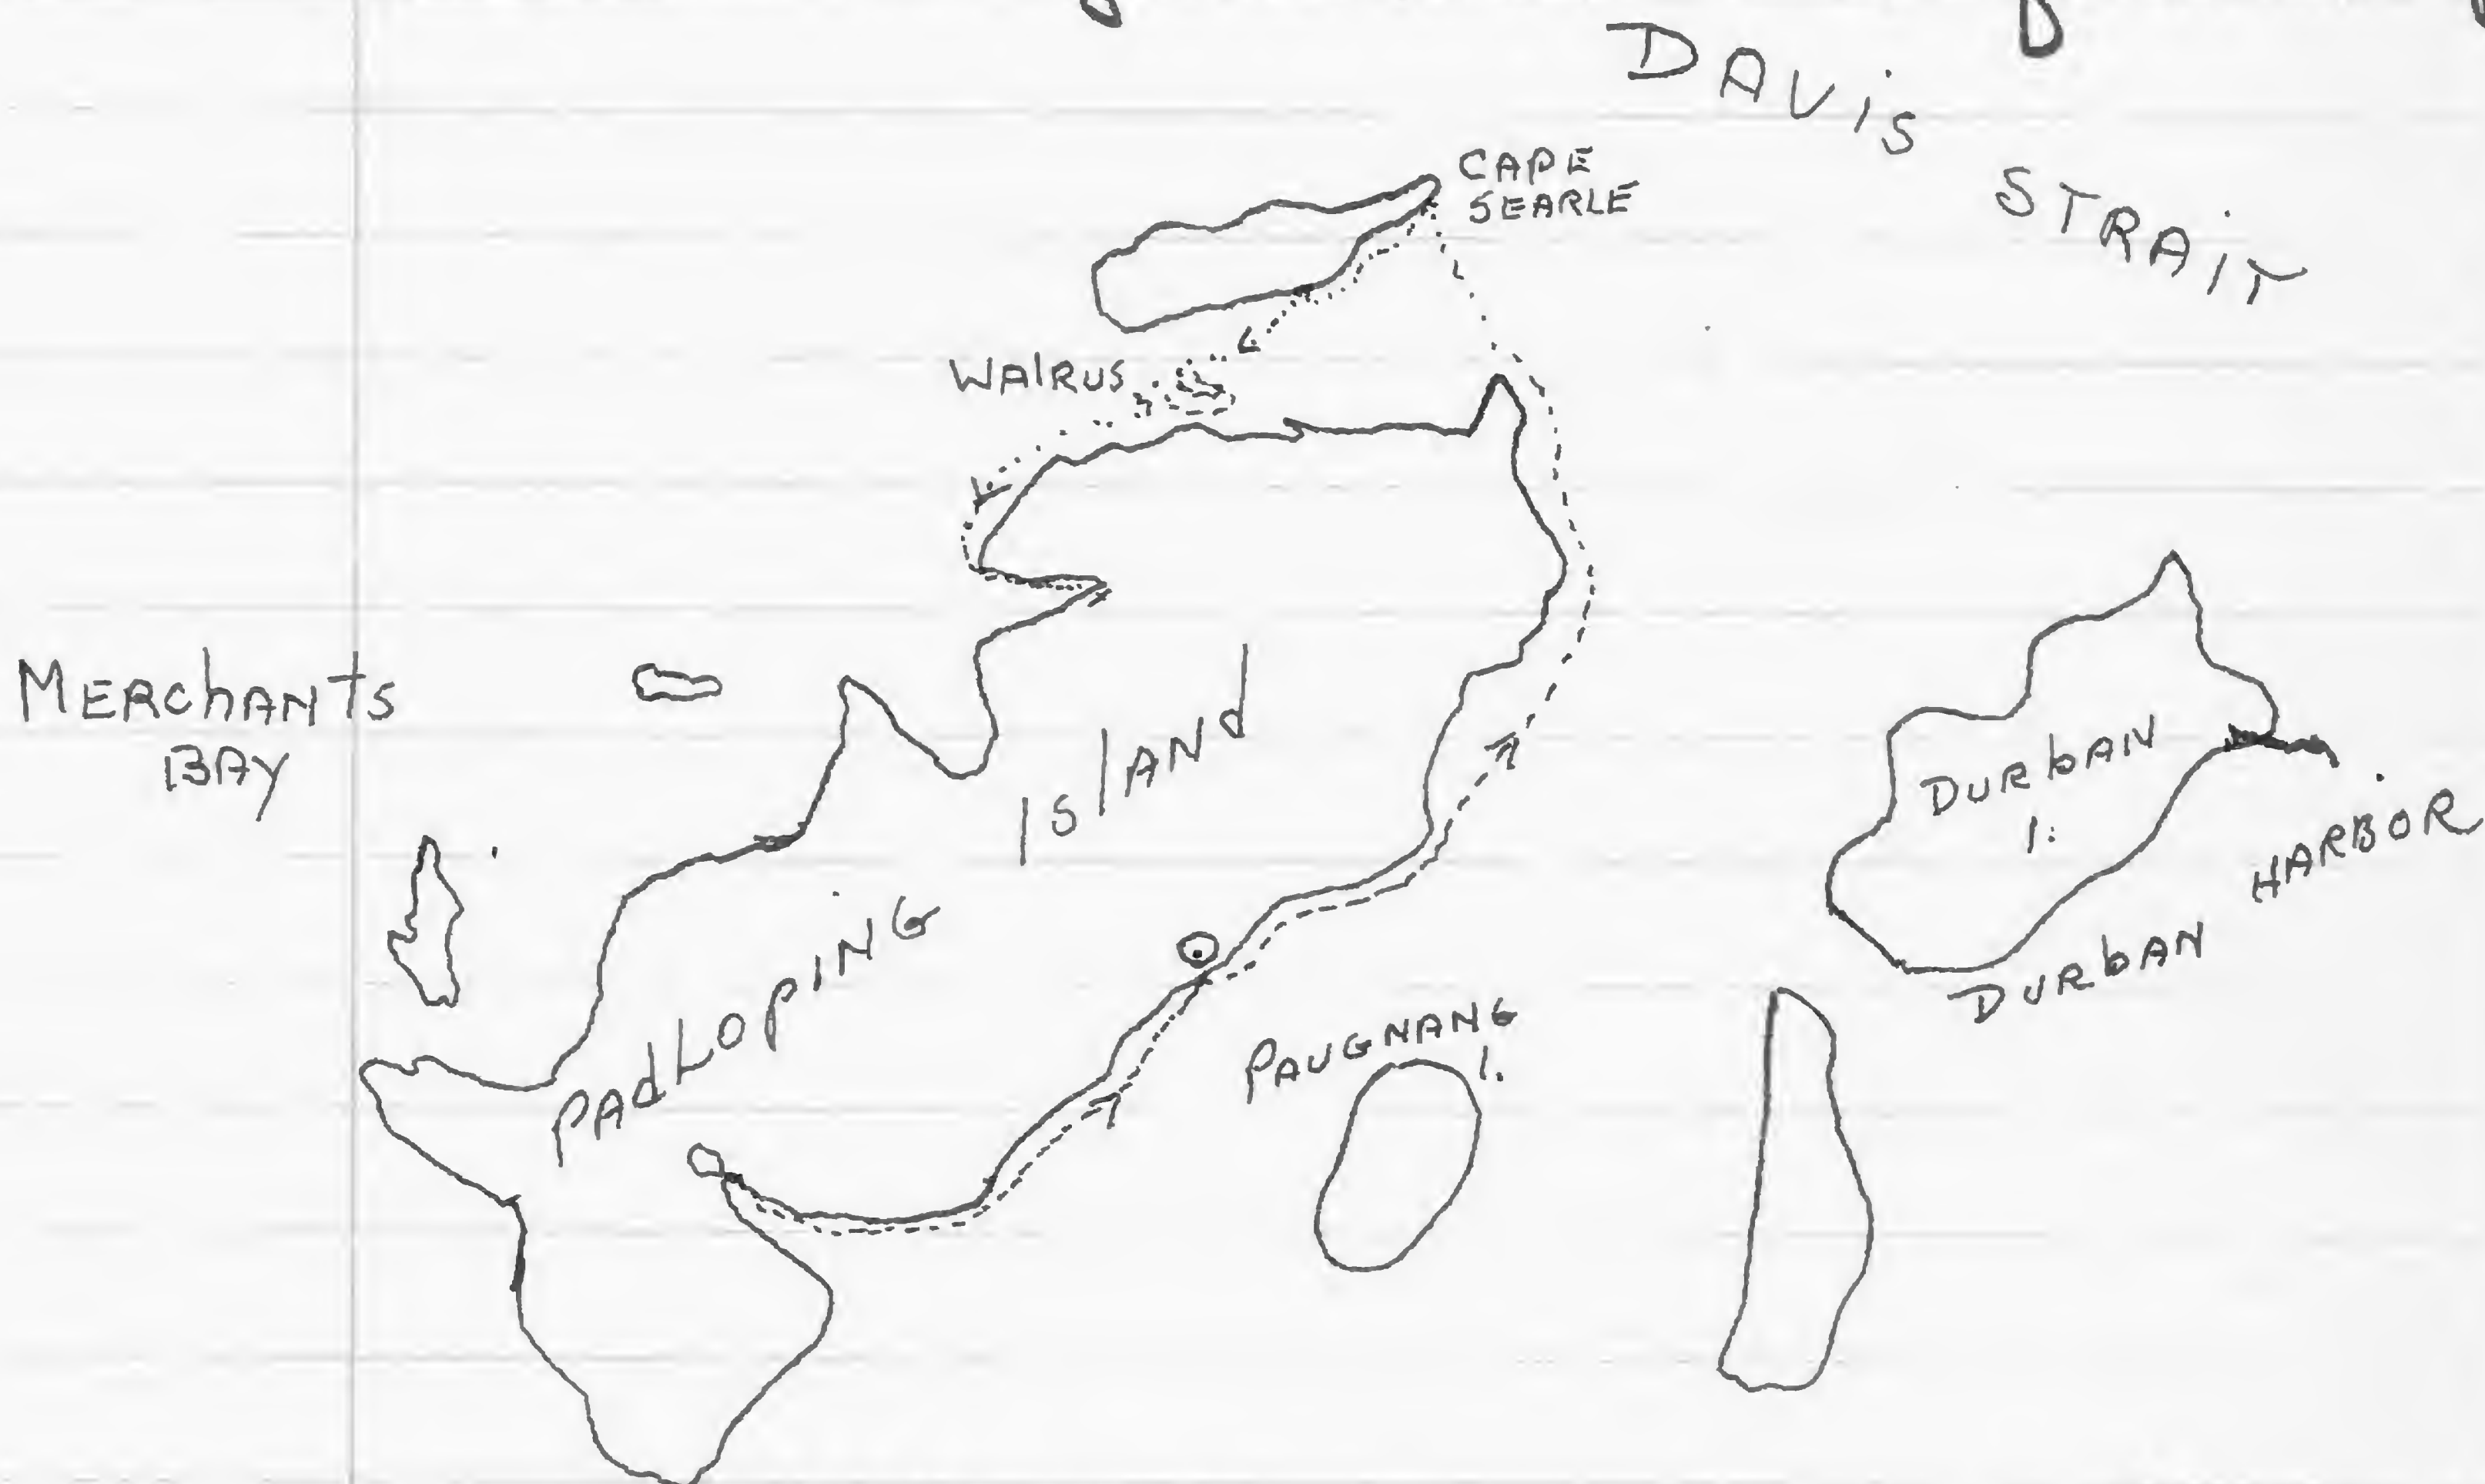 DAVIS STRAIT
CAPE
SEARLE
WALRUS
MERCHANTS
BAY
PADLOPING ISLAND
DURBAN
I.
DURBAN HARBOR
PAUGNANG
I.